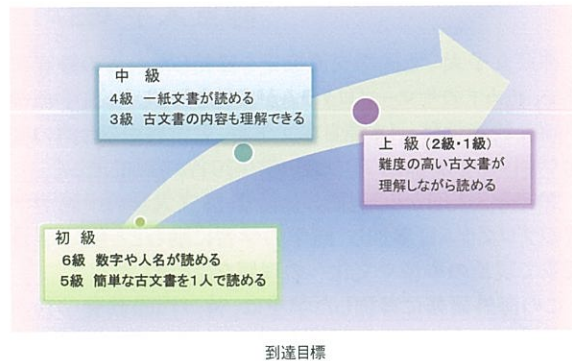 中 級
4級 一紙文書が読める
3級 古文書の内容も理解できる
上 級（2級・1級）
難度の高い古文書が
理解しながら読める
初 級
6級 数字や人名が読める
5級 簡単な古文書を1人で読める
到達目標